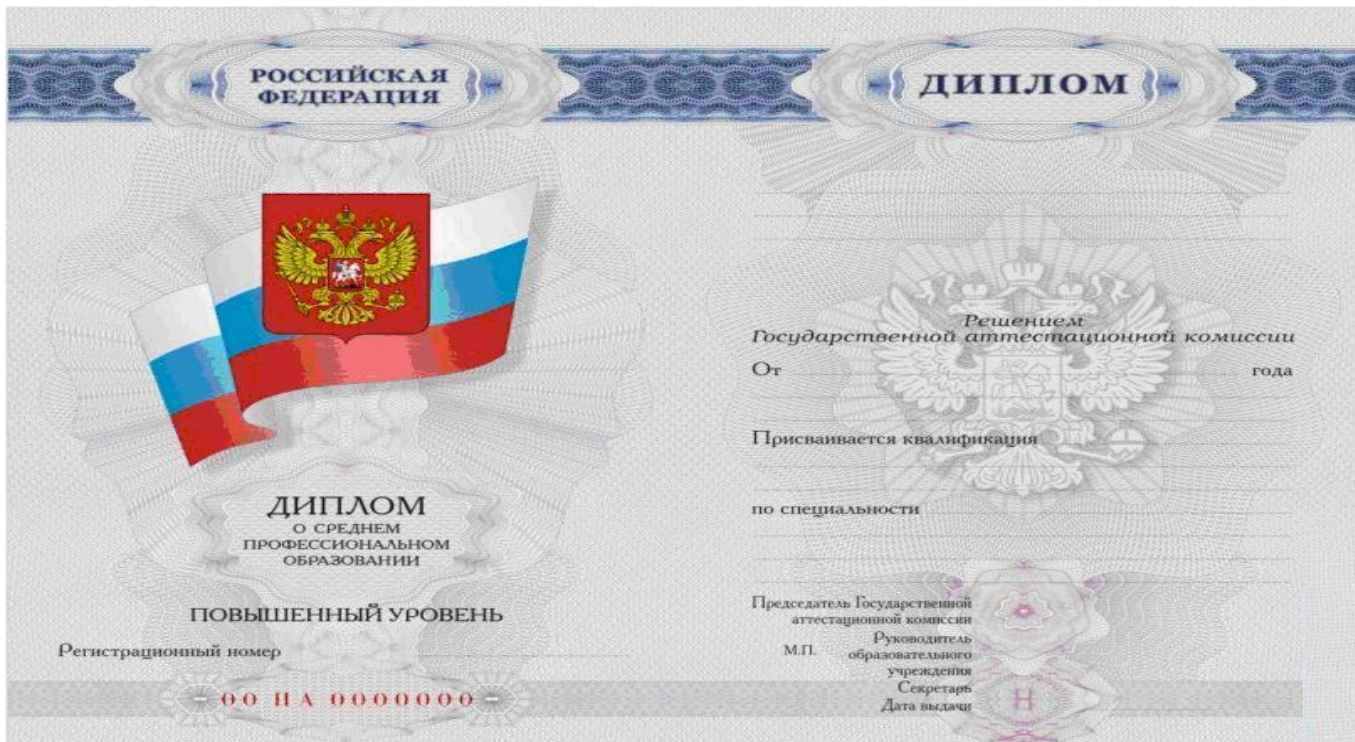 РОССИЙСКАЯ
ФЕДЕРАЦИЯ
ДИПЛОМ
О СРЕДНЕМ
ПРОФЕССИОНАЛЬНОМ
ОБРАЗОВАНИИ
ПОВЫШЕННЫЙ УРОВЕНЬ
Регистрационный номер
00 НА 0000000
ДИПЛОМ
Решением
Государственной аттестационной комиссии
От года
Присваивается квалификация
по специальности
Председатель Государственной
аттестационной комиссии
Руководитель
М.П. образовательного
учреждения
Секретарь
Дата выдачи
Н